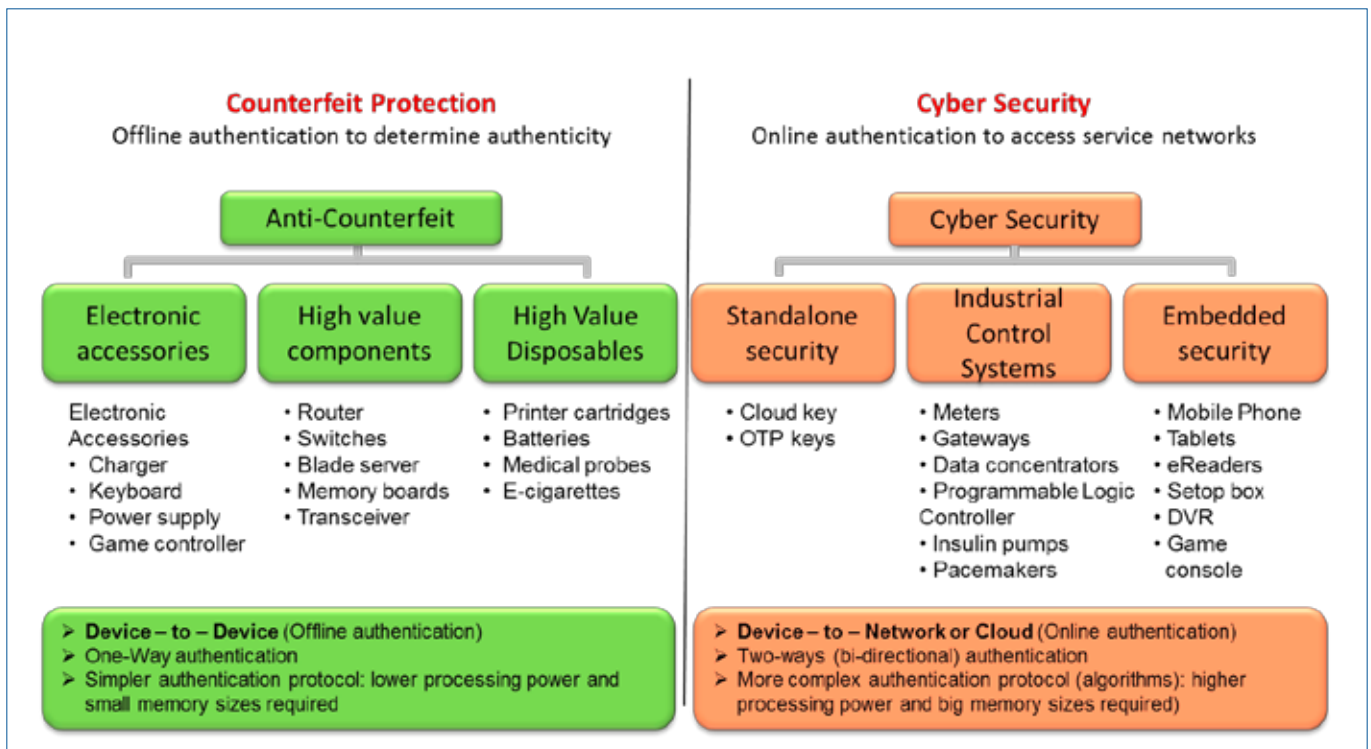 Counterfeit Protection
Offline authentication to determine authenticity
Anti-Counterfeit
Electronic
accessories
High value
components
High Value
Disposables
Electronic
Accessories
• Charger
• Keyboard
• Power supply
• Game controller
• Router
• Switches
• Blade server
• Memory boards
• Transceiver
• Printer cartridges
• Batteries
• Medical probes
• E-cigarettes
➢ Device – to – Device (Offline authentication)
➢ One-Way authentication
➢ Simpler authentication protocol: lower processing power and
small memory sizes required
Cyber Security
Online authentication to access service networks
Cyber Security
Standalone
security
Industrial
Control
Systems
Embedded
security
• Cloud key
• OTP keys
• Meters
• Gateways
• Data concentrators
• Programmable Logic
Controller
• Insulin pumps
• Pacemakers
• Mobile Phone
• Tablets
• eReaders
• Setop box
• DVR
• Game
console
➢ Device – to – Network or Cloud (Online authentication)
➢ Two-ways (bi-directional) authentication
➢ More complex authentication protocol (algorithms): higher
processing power and big memory sizes required)